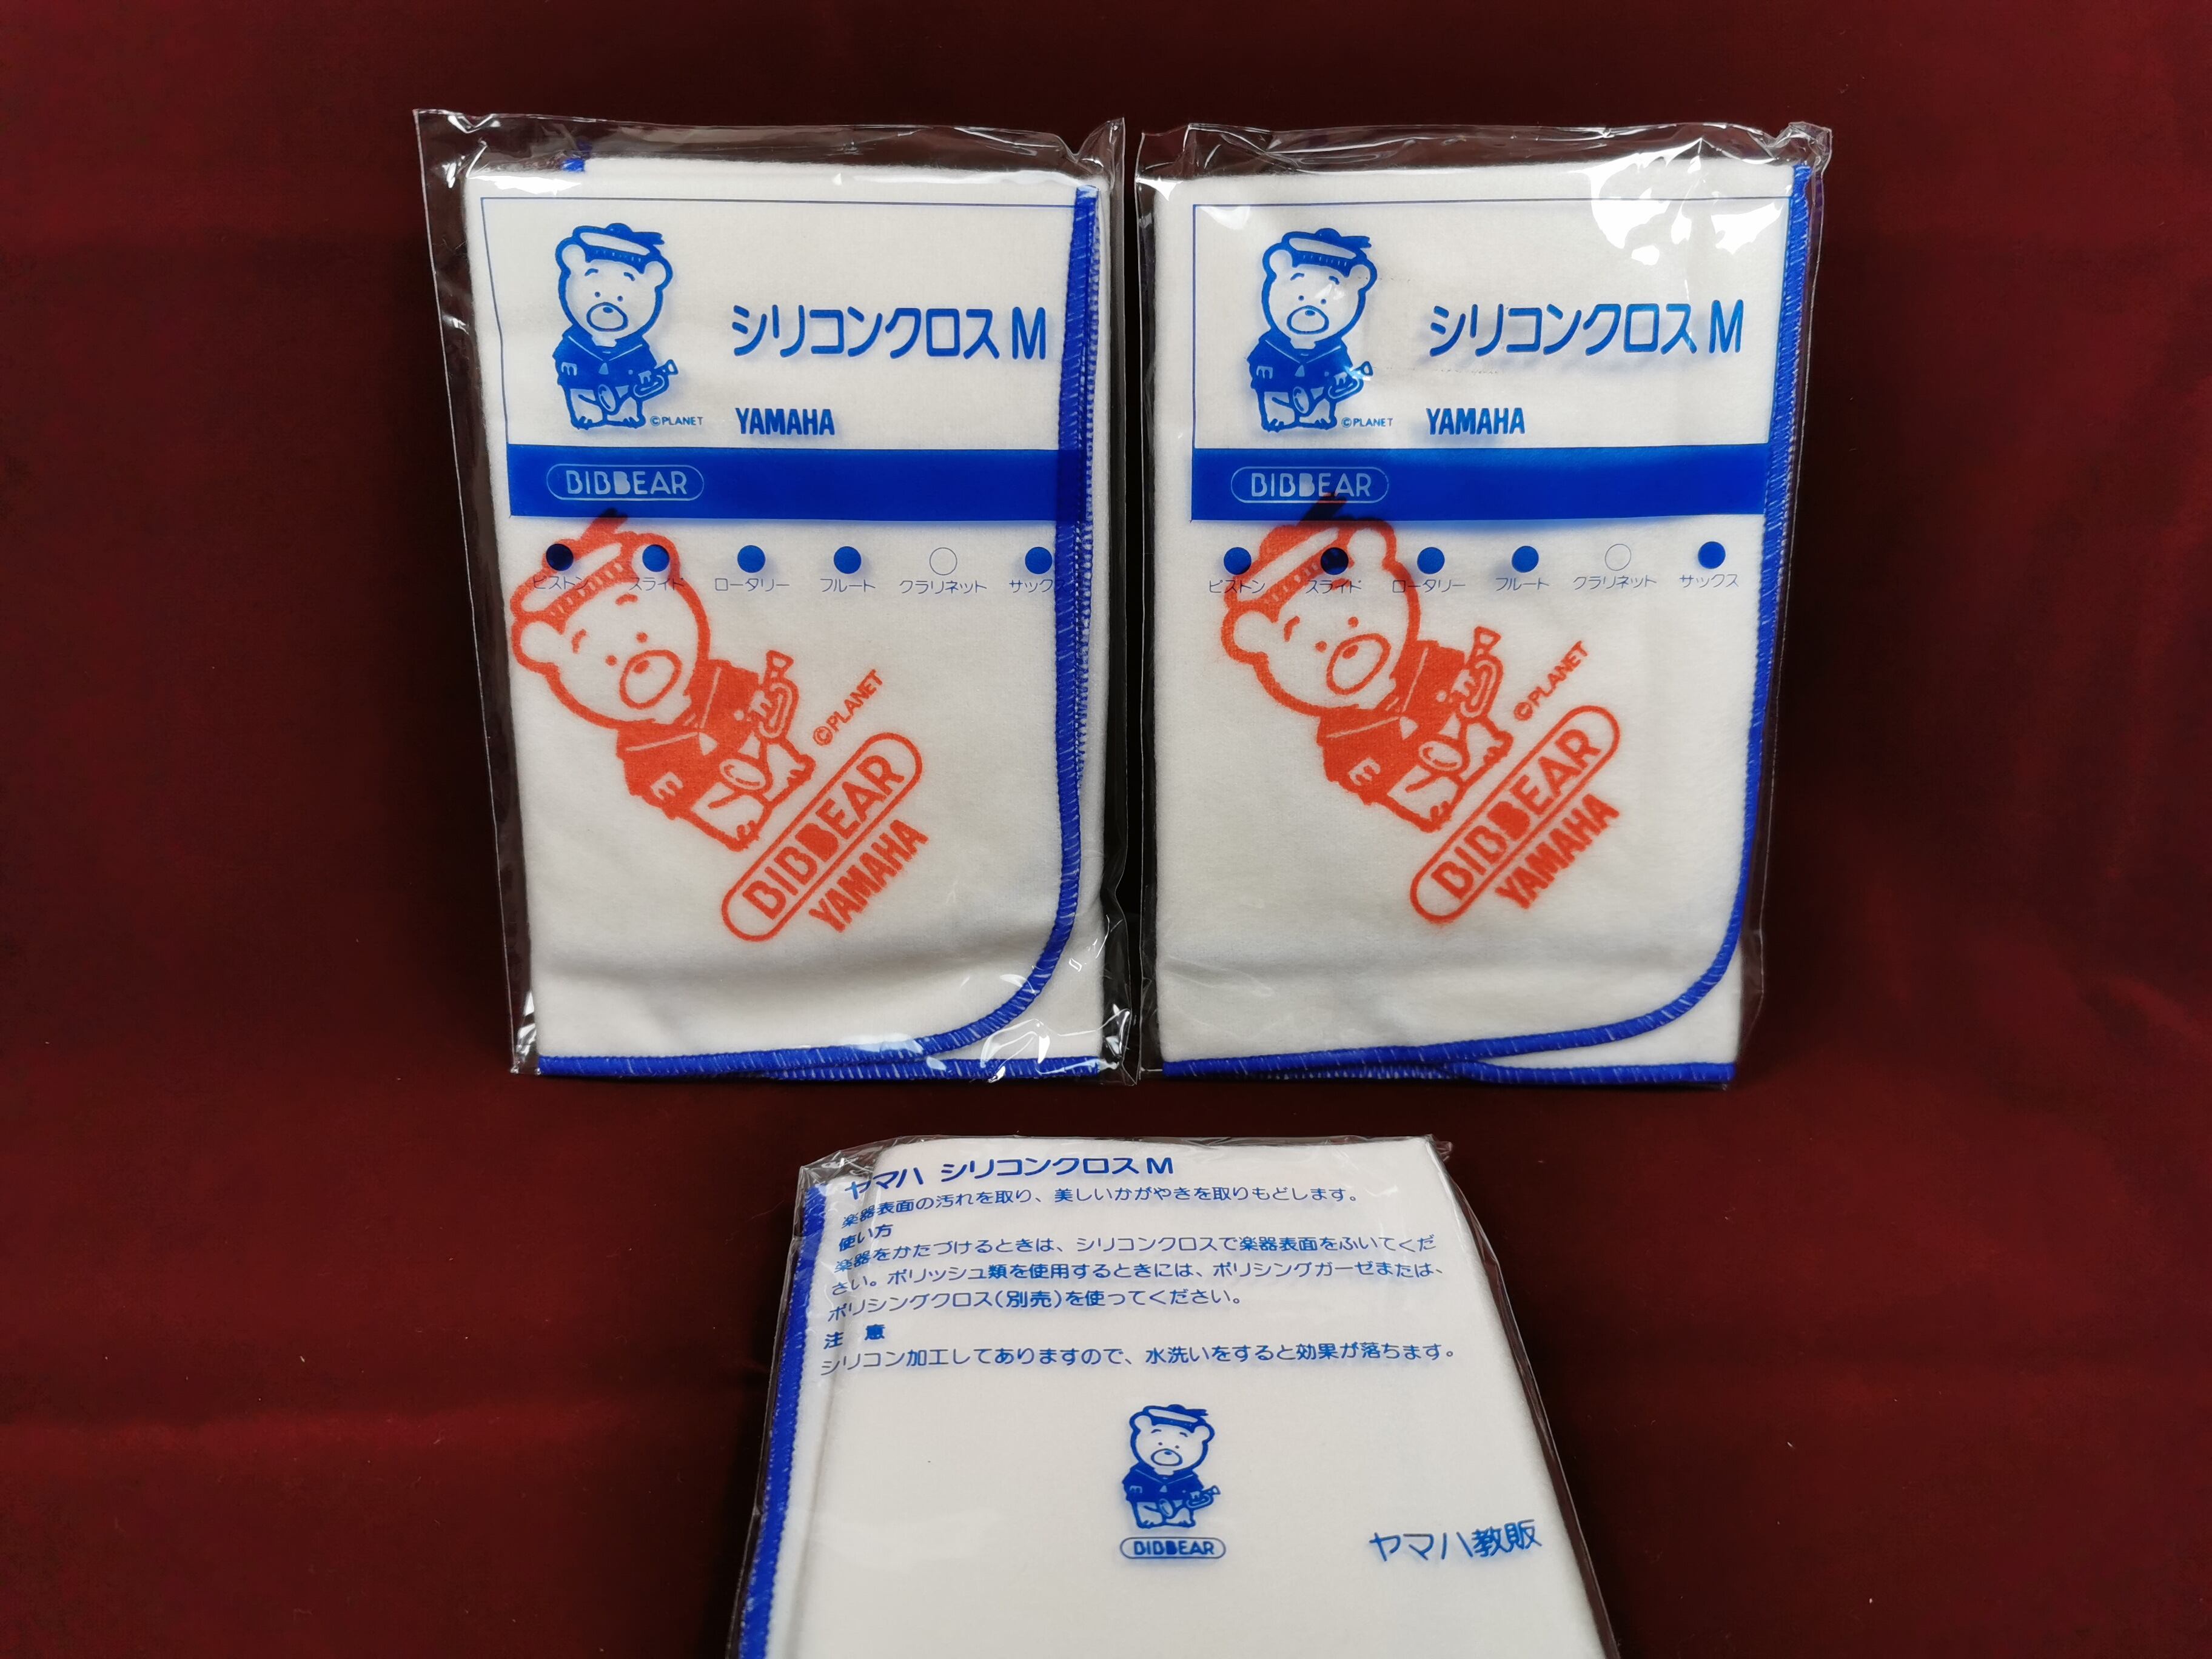 シリコンクロス M
©PLANET
YAMAHA
BIBBEAR
ピストン スライド ロータリー フルート クラリネット サックス
©PLANET
BIBBEAR
YAMAHA
シリコンクロス M
©PLANET
YAMAHA
BIBBEAR
ピストン スライド ロータリー フルート クラリネット サックス
©PLANET
BIBBEAR
YAMAHA
ヤマハ シリコンクロス M
楽器表面の汚れを取り、美しいかがやきを取りもどします。
使い方
楽器をかたづけるときは、シリコンクロスで楽器表面をふいてくだ
さい。ポリッシュ類を使用するときには、ポリシングガーゼまたは、
ポリシングクロス(別売)を使ってください。
注 意
シリコン加工してありますので、水洗いをすると効果が落ちます。
BIBBEAR
ヤマハ教販